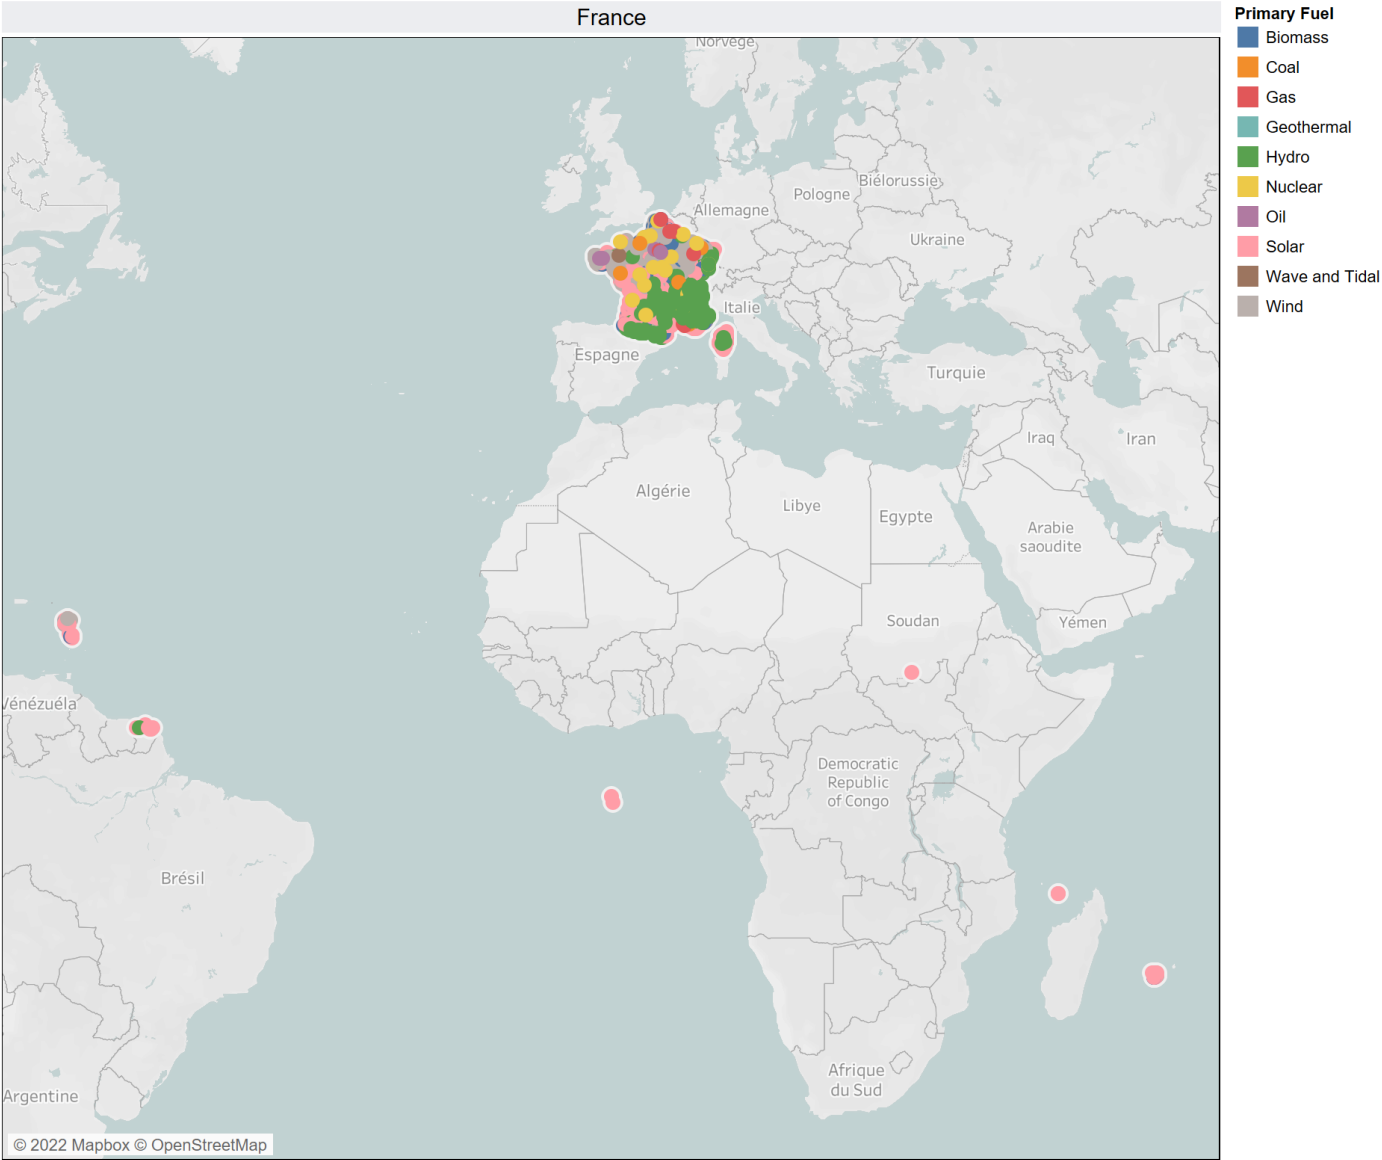 France
Primary Fuel
Biomass
Coal
Gas
Geothermal
Hydro
Nuclear
Oil
Solar
Wave and Tidal
Wind
Norvège
Biélorussie
Pologne
Allemagne
Ukraine
Italie
Espagne
Turquie
Iraq
Iran
Algérie
Libye
Egypte
Arabie
saoudite
Soudan
Yémen
Vénézuéla
Democratic
Republic
of Congo
Brésil
Afrique
du Sud
Argentine
© 2022 Mapbox © OpenStreetMap